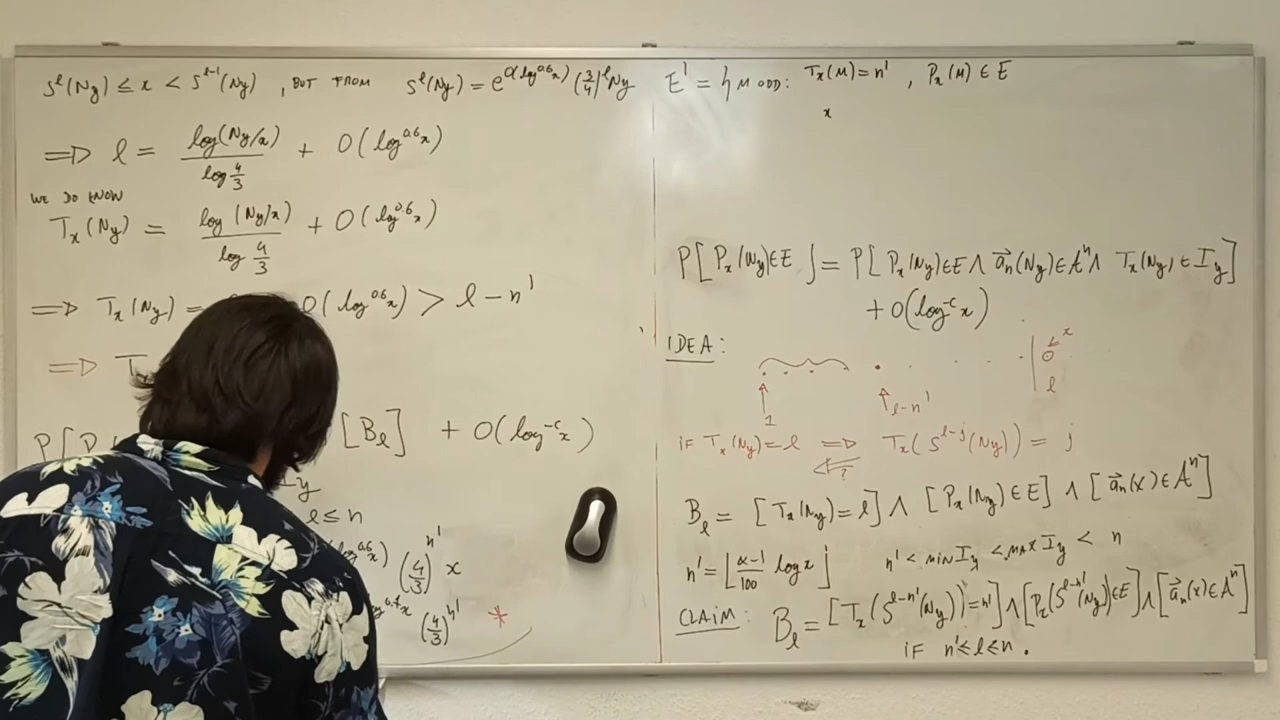 S^l(N_y) ≤ x < S^{l-1}(N_y) , BUT FROM S^l(N_y) = e^{O(log^{0.6} x)} (3/4)^l N_y
⟹ l = log(N_y/x) / log 4/3 + O(log^{0.6} x)
WE DO KNOW
T_x(N_y) = log(N_y/x) / log 4/3 + O(log^{0.6} x)
⟹ T_x(N_y) = O(log^{0.6} x) > l - n'
⟹ T
P[P [B_l] + O(log^{-c} x)
I_y
l ≤ n
(4/3)^{n'} x
(4/3)^{n'} *
E' = { M ODD : T_x(M) = n' , P_x(M) ∈ E
x
P[P_x(N_y) ∈ E] = P[P_x(N_y) ∈ E ∧ a⃗_n(N_y) ∈ A^n ∧ T_x(N_y) ∈ I_y]
+ O(log^{-c} x)
IDEA:
x
1 l-n' l
IF T_x(N_y) = l ⟹ T_x(S^{l-j}(N_y)) = j
⟸ ?
B_l = [T_x(N_y) = l] ∧ [P_x(N_y) ∈ E] ∧ [a⃗_n(x) ∈ A^n]
n' = ⌊ α-1 / 100 log x ⌋ n' < MIN I_y < MAX I_y < n
CLAIM: B_l = [T_x(S^{l-n'}(N_y)) = n'] ∧ [P_x(S^{l-n'}(N_y)) ∈ E] ∧ [a⃗_n(x) ∈ A^n]
IF n' ≤ l ≤ n .